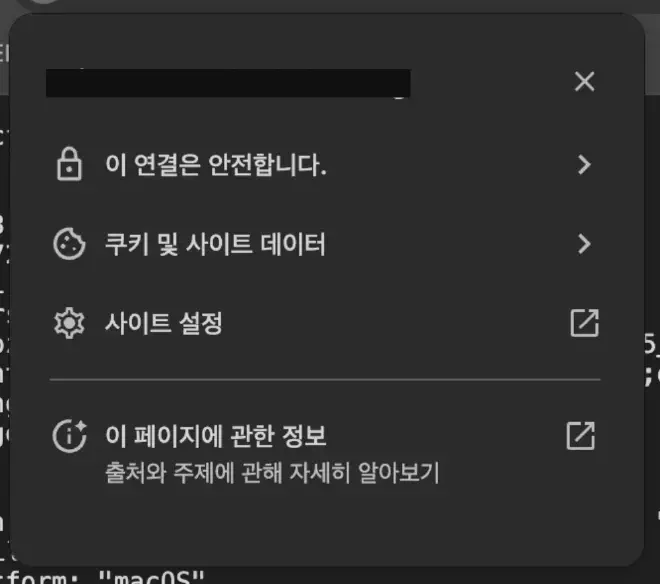 이 연결은 안전합니다.
쿠키 및 사이트 데이터
사이트 설정
이 페이지에 관한 정보
출처와 주제에 관해 자세히 알아보기
"macOS"